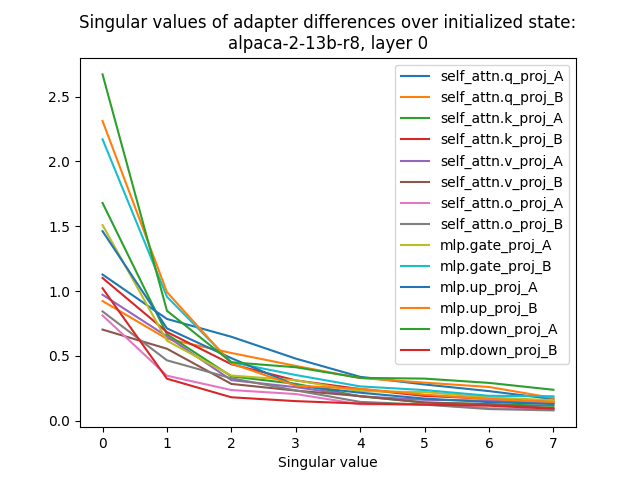 Singular values of adapter differences over initialized state:
alpaca-2-13b-r8, layer 0
2.5
2.0
1.5
1.0
0.5
0.0
self_attn.q_proj_A
self_attn.q_proj_B
self_attn.k_proj_A
self_attn.k_proj_B
self_attn.v_proj_A
self_attn.v_proj_B
self_attn.o_proj_A
self_attn.o_proj_B
mlp.gate_proj_A
mlp.gate_proj_B
mlp.up_proj_A
mlp.up_proj_B
mlp.down_proj_A
mlp.down_proj_B
0 1 2 3 4 5 6 7
Singular value